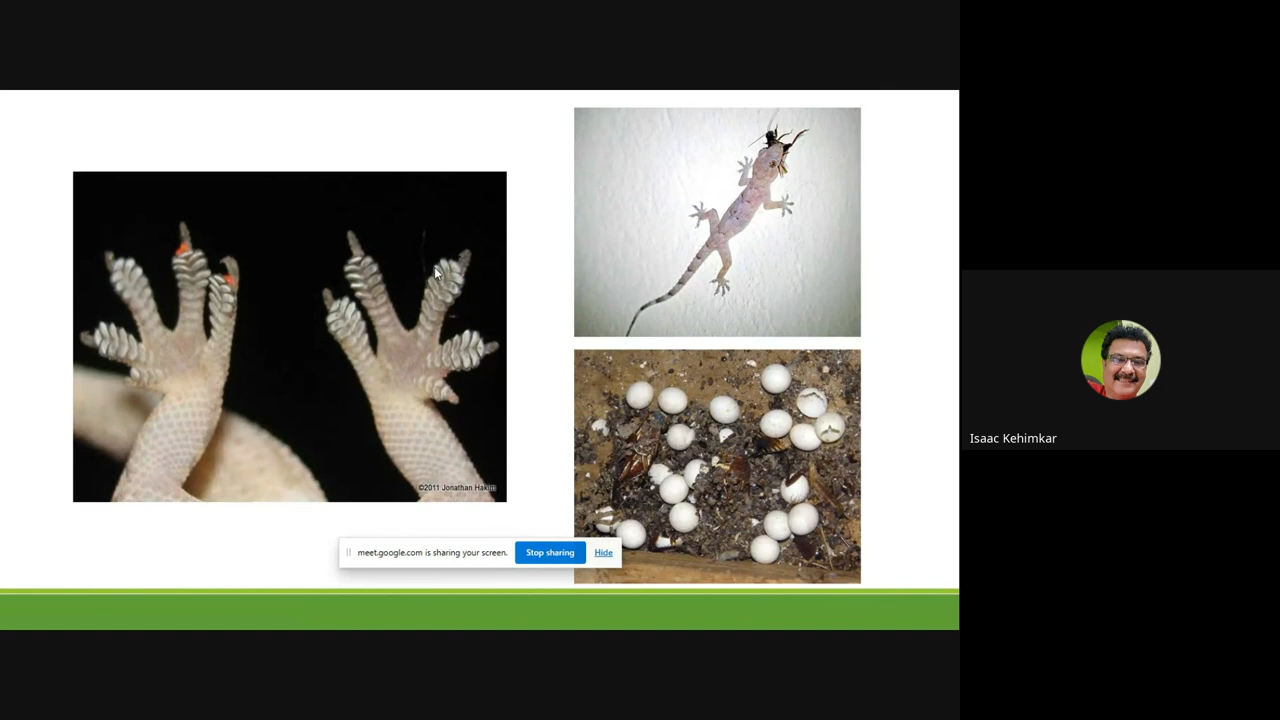 ©2011 Jonathan Hakim
meet.google.com is sharing your screen.
Stop sharing
Hide
Isaac Kehimkar